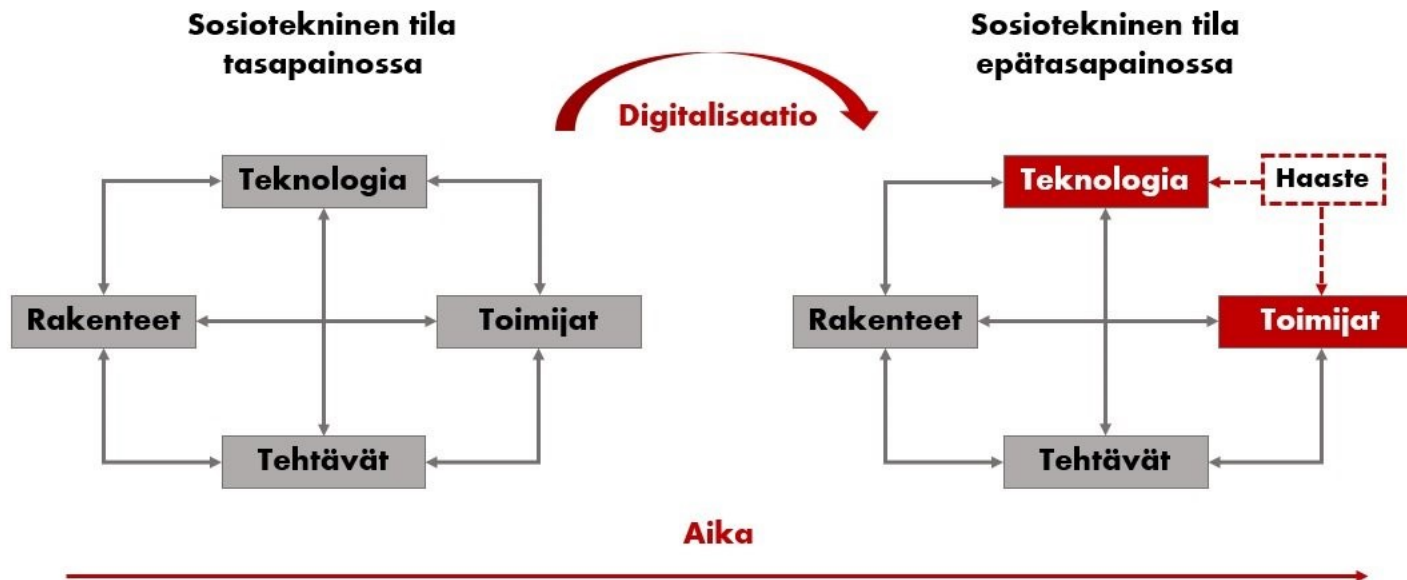 Sosiotekninen tila
tasapainossa
Digitalisaatio
Sosiotekninen tila
epätasapainossa
Teknologia
Rakenteet
Toimijat
Tehtävät
Teknologia
Haaste
Rakenteet
Toimijat
Tehtävät
Aika